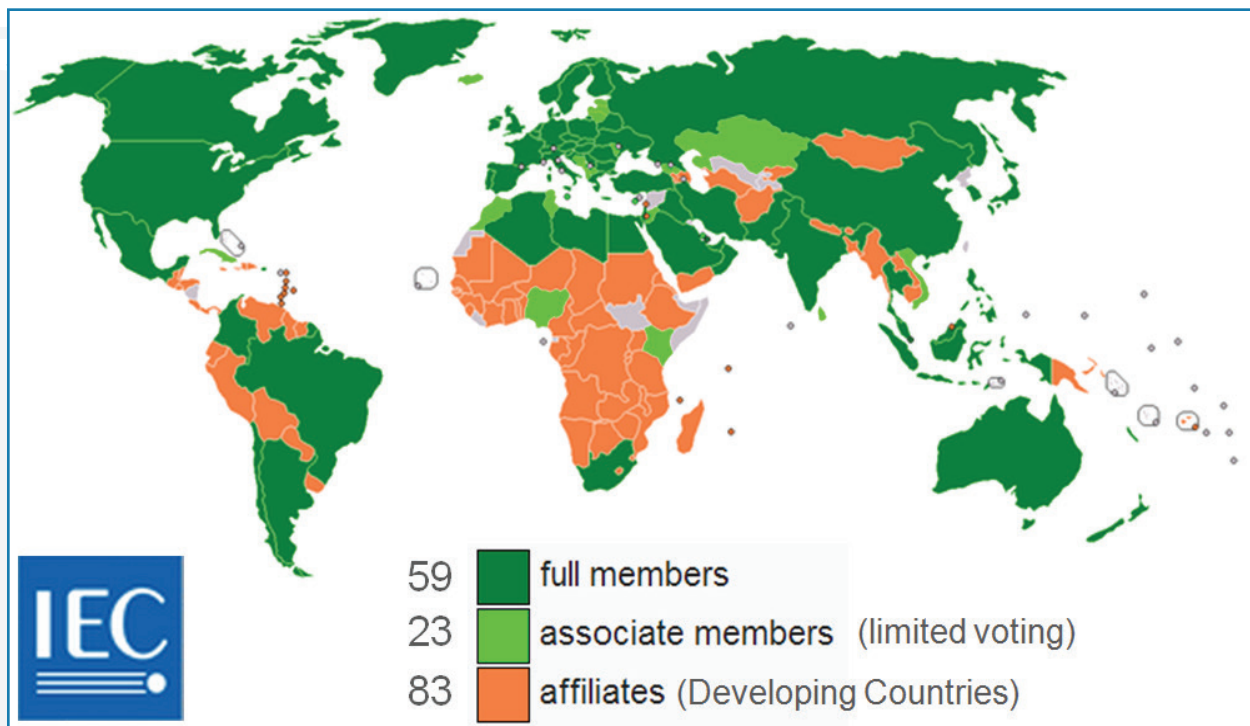 59 full members
23 associate members (limited voting)
83 affiliates (Developing Countries)
IEC